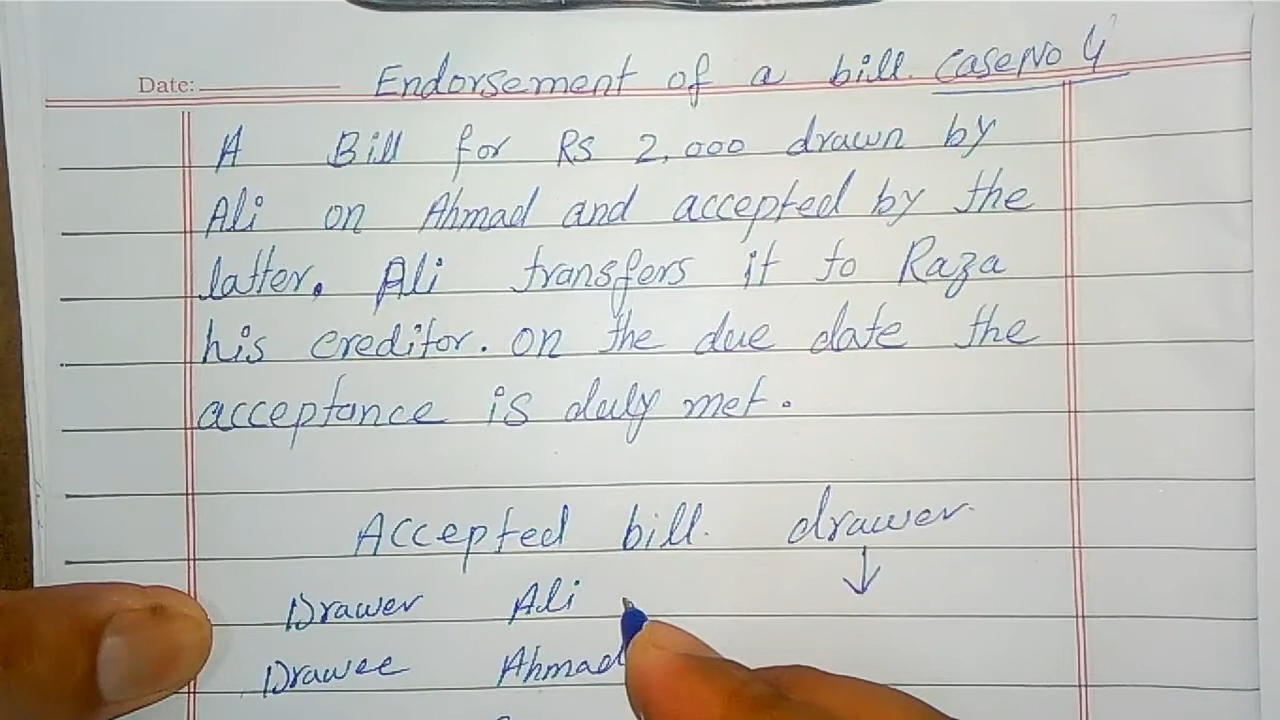 Date: Endorsement of a bill. Case No 4
A Bill for Rs 2,000 drawn by
Ali on Ahmad and accepted by the
latter. Ali transfers it to Raza
his creditor. on the due date the
acceptance is duly met.
Accepted bill. drawer.
Drawer Ali
Drawee Ahmad